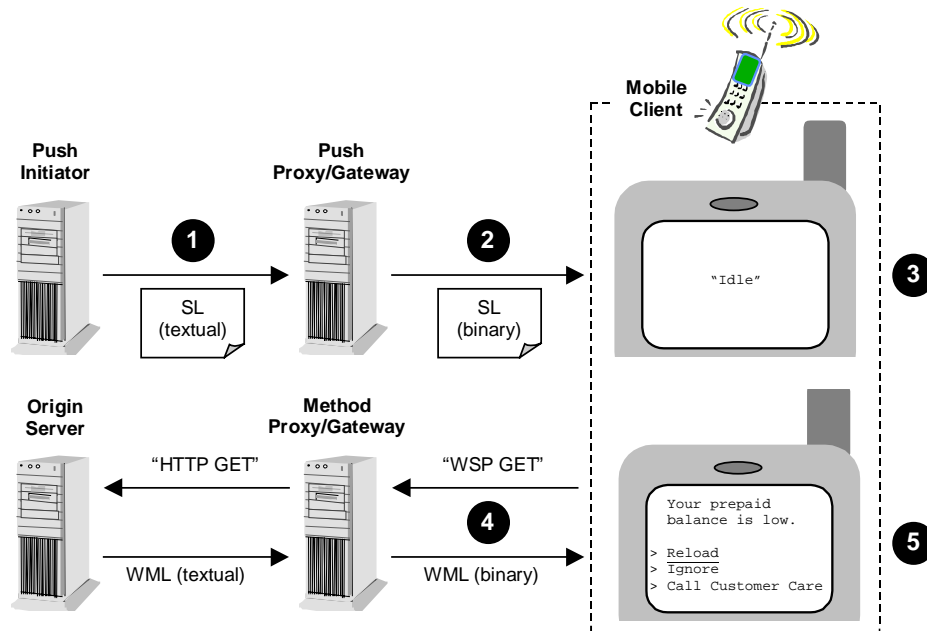 Mobile
Client
Push
Initiator
Push
Proxy/Gateway
1
2
3
"Idle"
SL
(textual)
SL
(binary)
Origin
Server
Method
Proxy/Gateway
“HTTP GET”
“WSP GET”
4
5
Your prepaid
balance is low.
> Reload
> Ignore
> Call Customer Care
WML (textual)
WML (binary)